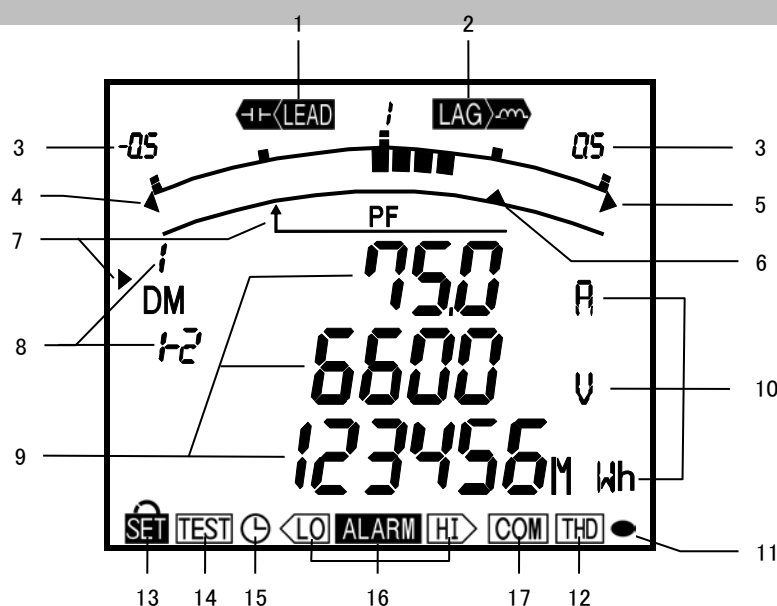 1 2
LEAD 1 LAG
3 -0.5 0.5 3
4 5
7 PF 6
1 75.0 A
DM
8 1-2 6600 V 10
9 123456 M Wh
SET TEST LO ALARM HI COM THD 11
13 14 15 16 17 12